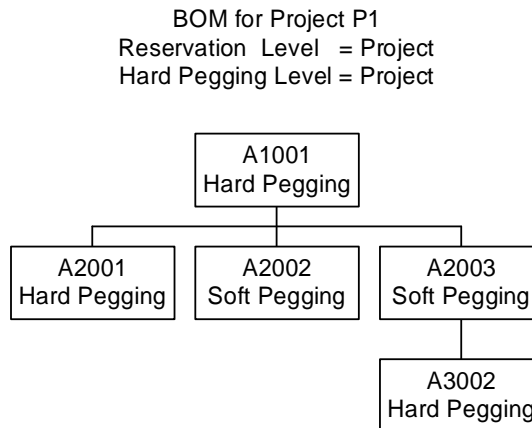 BOM for Project P1
Reservation Level = Project
Hard Pegging Level = Project
A1001
Hard Pegging
A2001
Hard Pegging
A2002
Soft Pegging
A2003
Soft Pegging
A3002
Hard Pegging